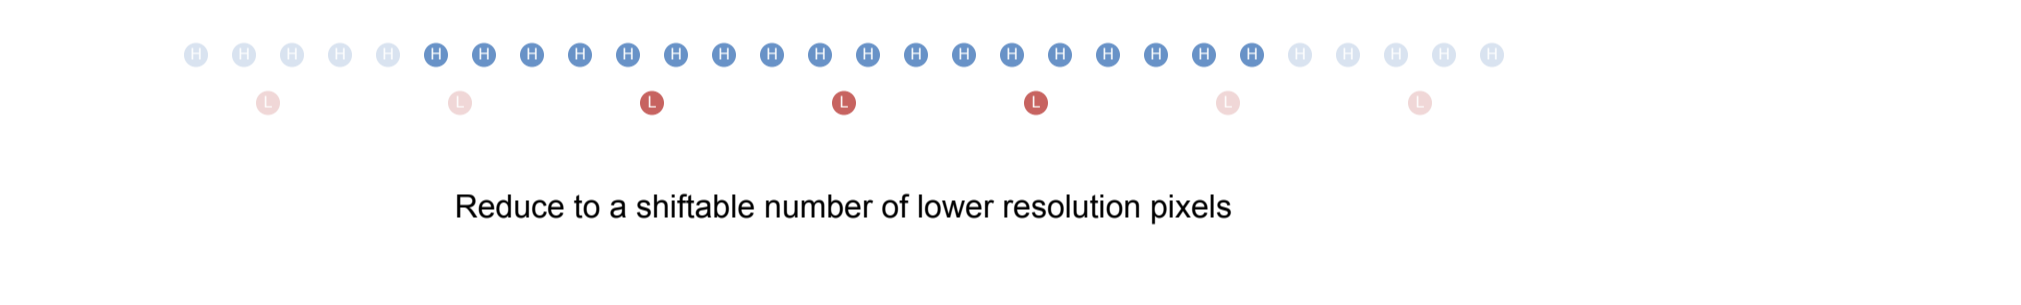 H H H H H H H H H H H H H H H H H H H H H H H H H H H H
L L L L L L L
Reduce to a shiftable number of lower resolution pixels